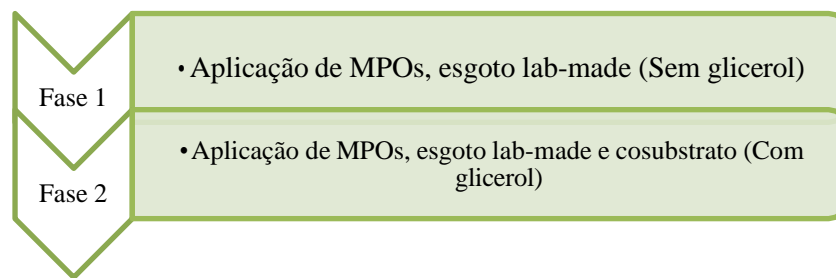 Fase 1
• Aplicação de MPOs, esgoto lab-made (Sem glicerol)
Fase 2
• Aplicação de MPOs, esgoto lab-made e cosubstrato (Com
glicerol)